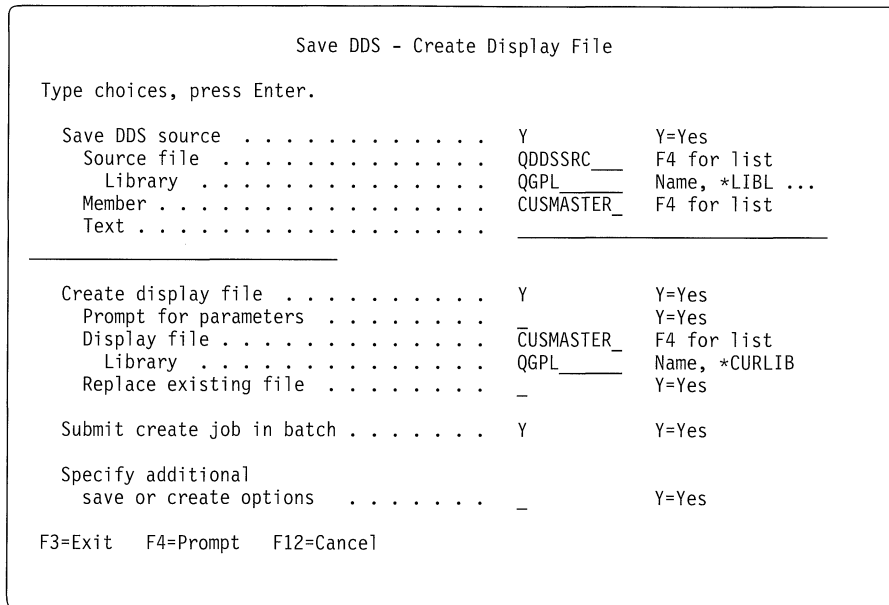 Save DDS - Create Display File
Type choices, press Enter.
Save DDS source . . . . . . . . . . . . Y Y=Yes
Source file . . . . . . . . . . . . . QDDSSRC___ F4 for list
Library . . . . . . . . . . . . . . QGPL______ Name, *LIBL ...
Member . . . . . . . . . . . . . . . . CUSMASTER_ F4 for list
Text . . . . . . . . . . . . . . . . .
Create display file . . . . . . . . . . Y Y=Yes
Prompt for parameters . . . . . . . . _ Y=Yes
Display file . . . . . . . . . . . . . CUSMASTER_ F4 for list
Library . . . . . . . . . . . . . . QGPL______ Name, *CURLIB
Replace existing file . . . . . . . . _ Y=Yes
Submit create job in batch . . . . . . . Y Y=Yes
Specify additional
save or create options . . . . . . . _ Y=Yes
F3=Exit F4=Prompt F12=Cancel